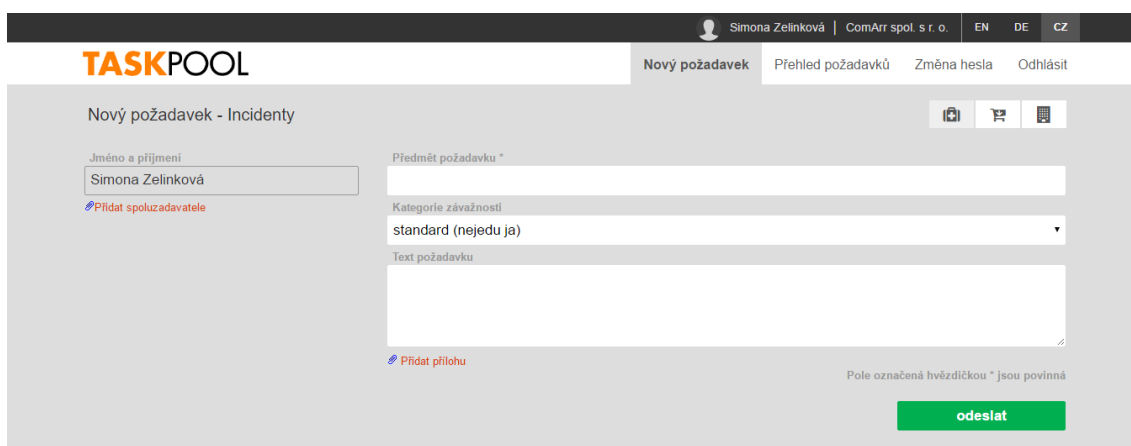 Simona Zelinková | ComArr spol. s r. o. EN DE CZ
TASKPOOL
Nový požadavek Přehled požadavků Změna hesla Odhlásit
Nový požadavek - Incidenty
Jméno a příjmení
Simona Zelinková
Přidat spoluzadavatele
Předmět požadavku *
Kategorie závažnosti
standard (nejedu ja)
Text požadavku
Přidat přílohu
Pole označená hvězdičkou * jsou povinná
odeslat